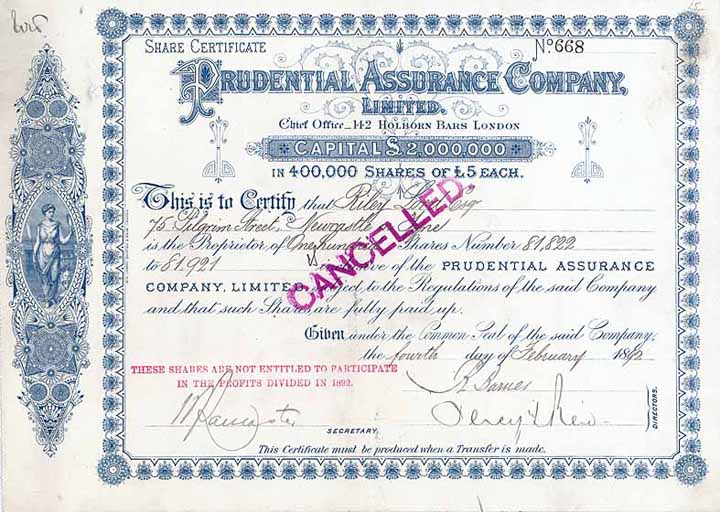 SHARE CERTIFICATE
No. 668
PRUDENTIAL ASSURANCE COMPANY,
LIMITED.
Chief Office _ 142 HOLBORN BARS LONDON
CAPITAL £ 2,000,000
IN 400,000 SHARES OF £5 EACH.
This is to Certify that Riley Esq
75 Pilgrim Street, Newcastle
is the Proprietor of One hundred Shares Number 81,822
to 81,921 of the PRUDENTIAL ASSURANCE
COMPANY, LIMITED, subject to the Regulations of the said Company
and that such Shares are fully paid up.
CANCELLED.
Given under the Common Seal of the said Company,
the fourth day of February 1892
THESE SHARES ARE NOT ENTITLED TO PARTICIPATE
IN THE PROFITS DIVIDED IN 1892.
DIRECTORS.
SECRETARY.
This Certificate must be produced when a Transfer is made.